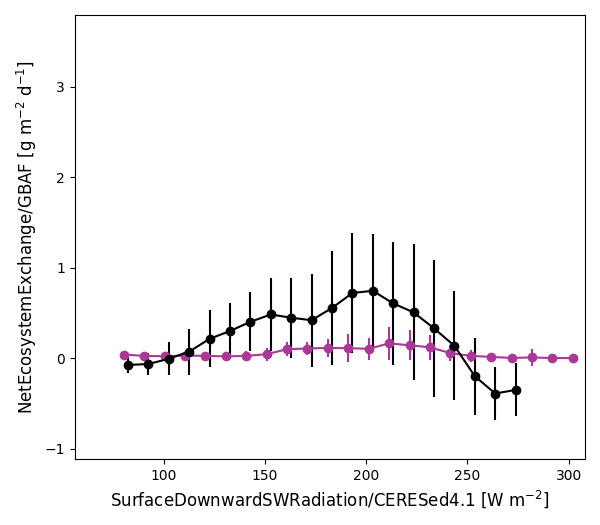 3
2
1
0
−1
NetEcosystemExchange/GBAF [g m⁻² d⁻¹]
100 150 200 250 300
SurfaceDownwardSWRadiation/CERESed4.1 [W m⁻²]